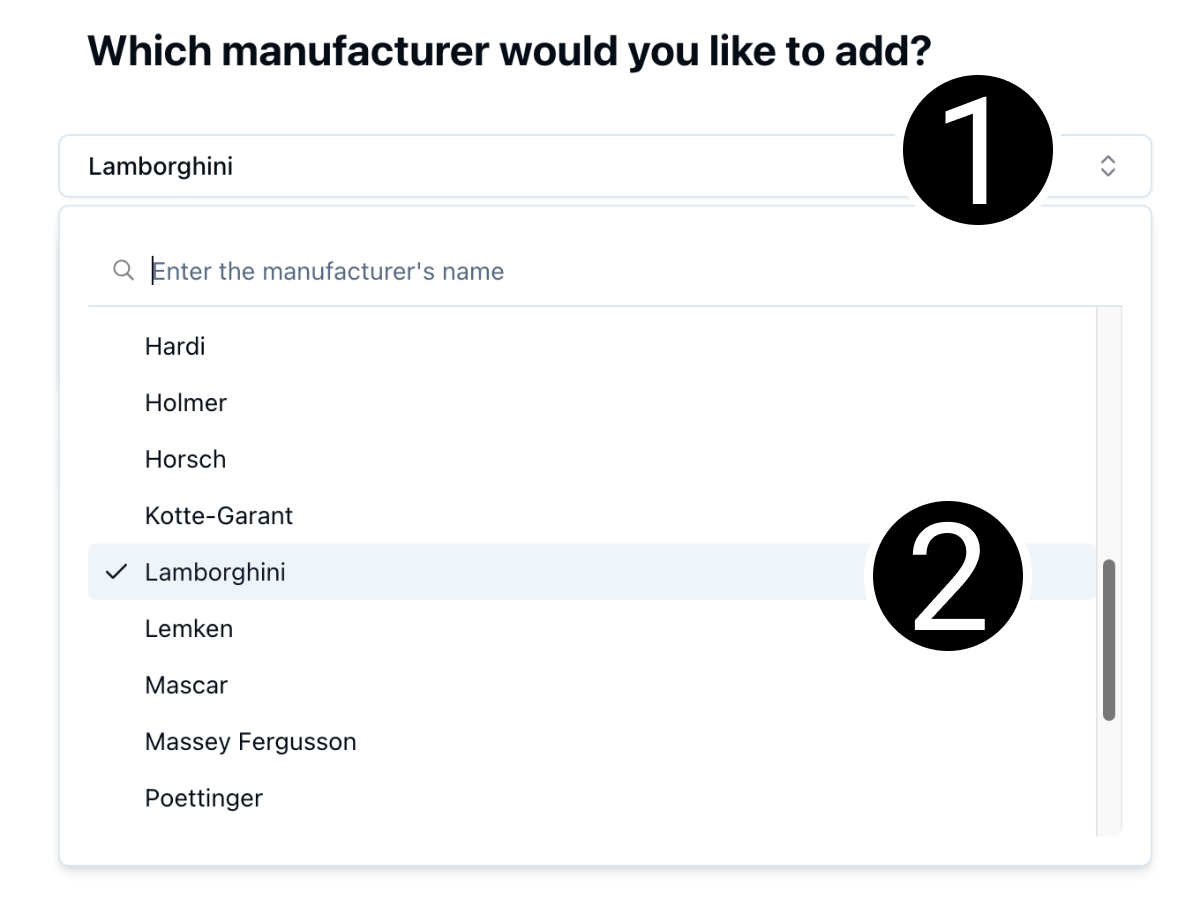 Which manufacturer would you like to add?
1
Lamborghini
Enter the manufacturer's name
Hardi
Holmer
Horsch
Kotte-Garant
Lamborghini
2
Lemken
Mascar
Massey Fergusson
Poettinger